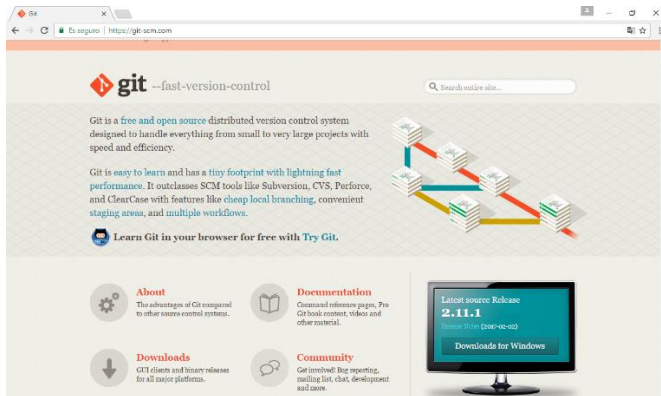 Git
Es seguro | https://git-scm.com
git --fast-version-control
Search entire site...
Git is a free and open source distributed version control system
designed to handle everything from small to very large projects with
speed and efficiency.
Git is easy to learn and has a tiny footprint with lightning fast
performance. It outclasses SCM tools like Subversion, CVS, Perforce,
and ClearCase with features like cheap local branching, convenient
staging areas, and multiple workflows.
Learn Git in your browser for free with Try Git.
About
The advantages of Git compared
to other source control systems.
Documentation
Command reference pages, Pro
Git book content, videos and
other material.
Downloads
GUI clients and binary releases
for all major platforms.
Community
Get involved! Bug reporting,
mailing list, chat, development
and more.
Latest source Release
2.11.1
Release Notes (2017-02-02)
Downloads for Windows